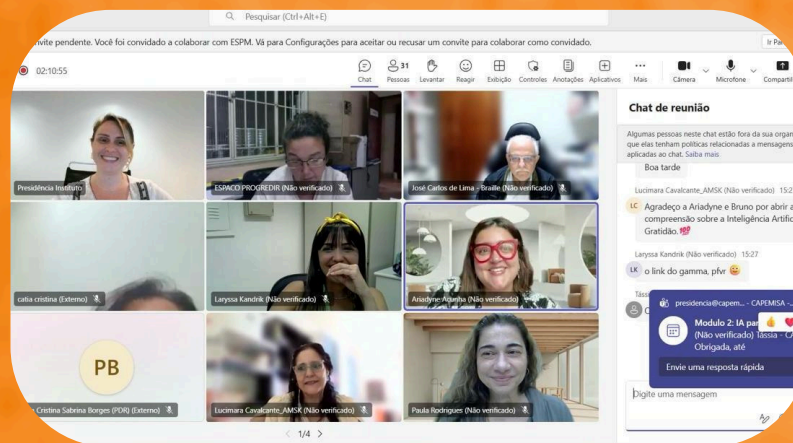 Pesquisar (Ctrl+Alt+E)
nvite pendente. Você foi convidado a colaborar com ESPM. Vá para Configurações para aceitar ou recusar um convite para colaborar como convidado.
Ir Pa
02:10:55
Chat
31
Pessoas
Levantar
Reagir
Exibição
Controles
Anotações
Aplicativos
Mais
Câmera
Microfone
Compartil
Presidência Instituto
ESPACO PROGREDIR (Não verificado)
José Carlos de Lima - Braille (Não verificado)
catia cristina (Externo)
Laryssa Kandrik (Não verificado)
Ariadyne Acunha (Não verificado)
PB
Cristina Sabrina Borges (PDR) (Externo)
Lucimara Cavalcante_AMSK (Não verificado)
Paula Rodrigues (Não verificado)
1/4
Chat de reunião
Algumas pessoas neste chat estão fora da sua organ
que elas tenham políticas relacionadas a mensagens
aplicadas ao chat. Saiba mais
Boa tarde
Lucimara Cavalcante_AMSK (Não verificado) 15:2
LC
Agradeço a Ariadyne e Bruno por abrir a
compreensão sobre a Inteligência Artific
Gratidão. 💯
Laryssa Kandrik (Não verificado) 15:27
LK
o link do gamma, pfvr 😄
Táss
presidencia@capem... - CAPEMISA -...
Modulo 2: IA par
(Não verificado) Tássia - CA
Obrigada, até
Envie uma resposta rápida
Digite uma mensagem